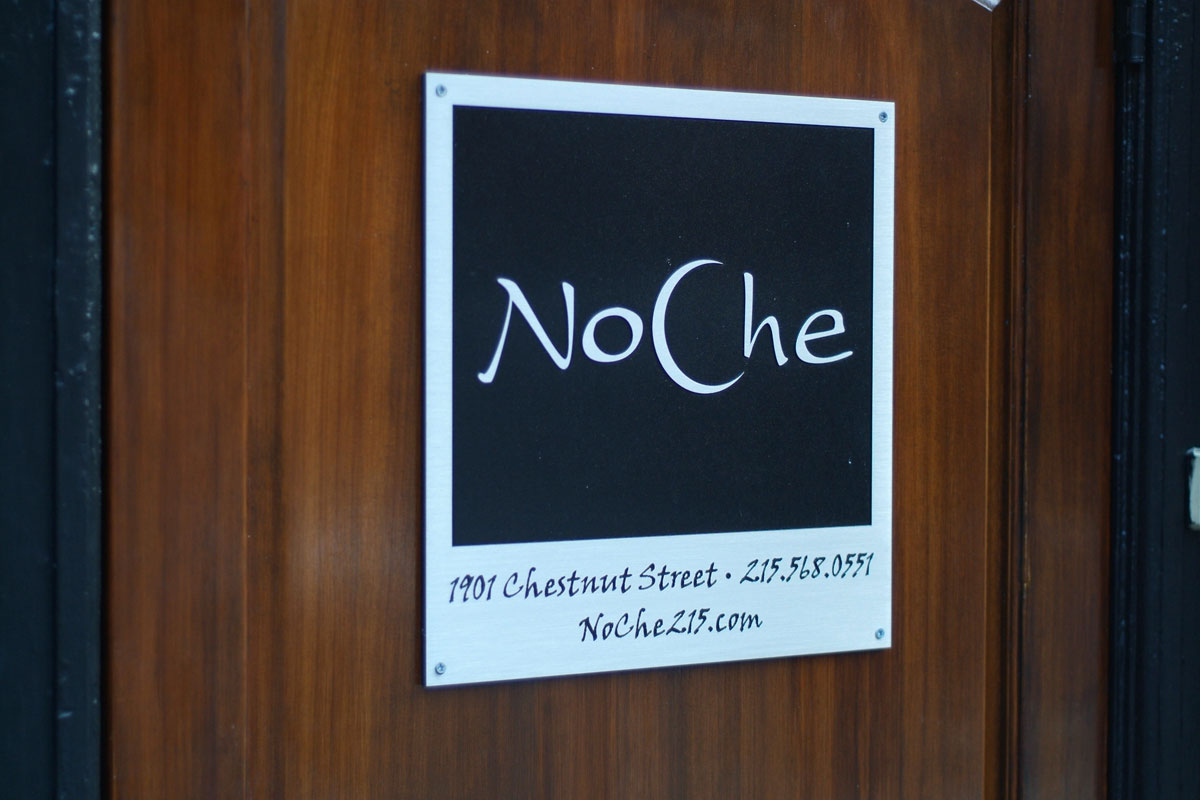 NoChe
1901 Chestnut Street • 215.568.0551
NoChe215.com